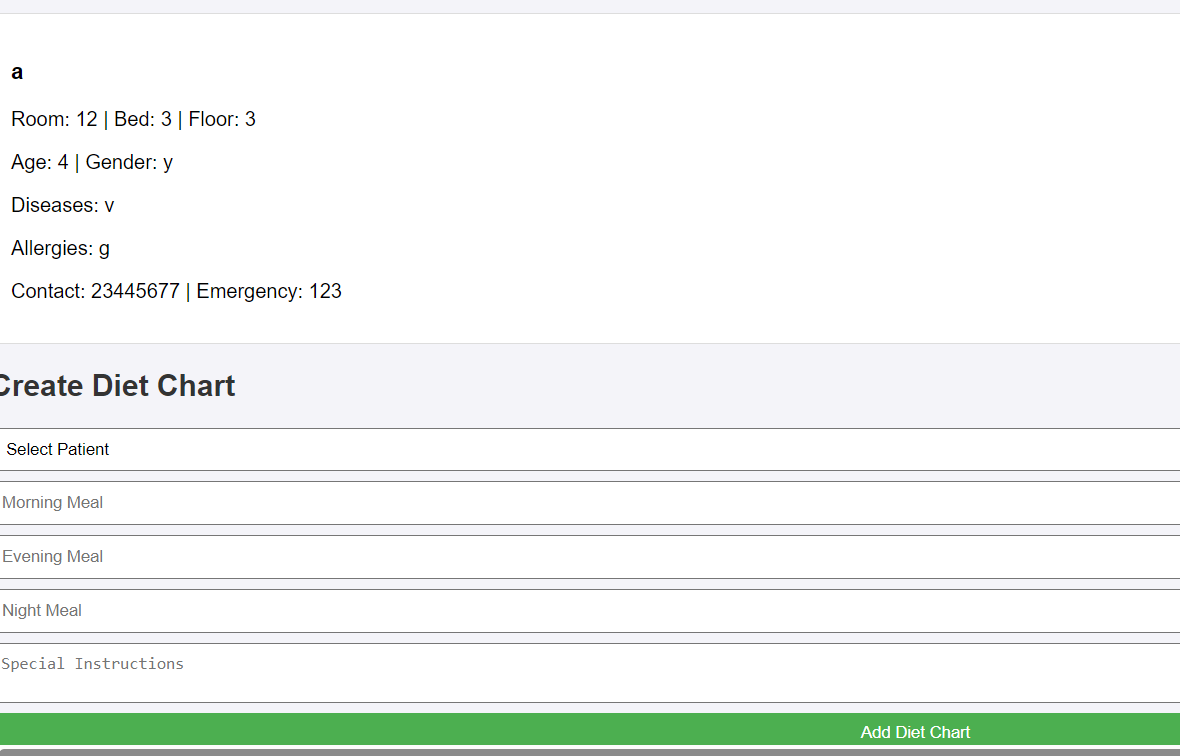 a
Room: 12 | Bed: 3 | Floor: 3
Age: 4 | Gender: y
Diseases: v
Allergies: g
Contact: 23445677 | Emergency: 123
Create Diet Chart
Select Patient
Morning Meal
Evening Meal
Night Meal
Special Instructions
Add Diet Chart